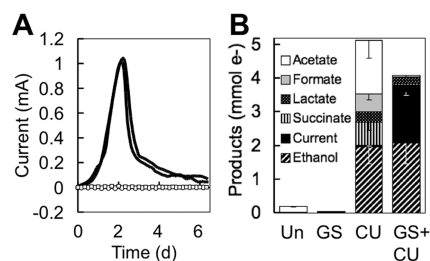 A
Current (mA)
1.2
1
0.8
0.6
0.4
0.2
0
-0.2
0 2 4 6
Time (d)
B
Products (mmol e-)
5
4
3
2
1
0
Acetate
Formate
Lactate
Succinate
Current
Ethanol
Un GS CU GS+
CU